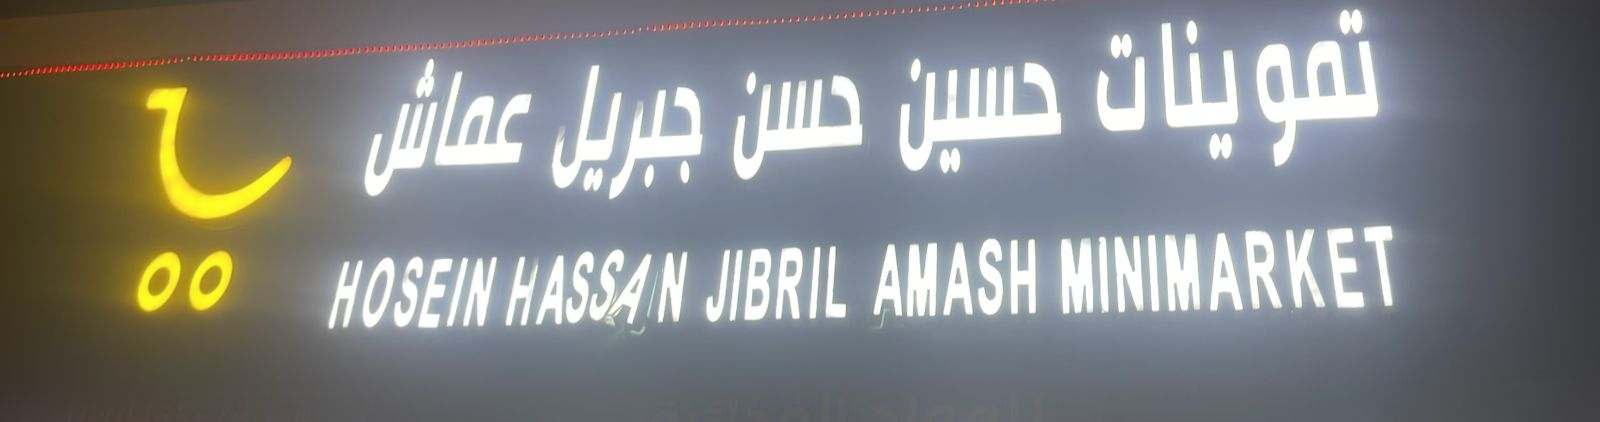 تموينات حسين حسن جبريل عماش
HOSEIN HASSAN JIBRIL AMASH MINIMARKET